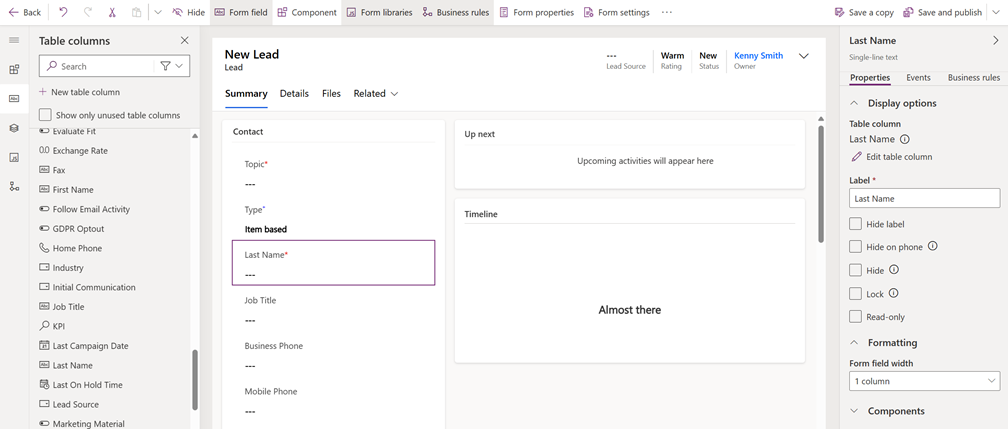 Back Hide Form field Component Form libraries Business rules Form properties Form settings ··· Save a copy Save and publish
Table columns
Search
New table column
Show only unused table columns
Evaluate Fit
Exchange Rate
Fax
First Name
Follow Email Activity
GDPR Optout
Home Phone
Industry
Initial Communication
Job Title
KPI
Last Campaign Date
Last Name
Last On Hold Time
Lead Source
Marketing Material
New Lead
Lead
--- Warm New Kenny Smith
Lead Source Rating Status Owner
Summary Details Files Related
Contact
Topic*
---
Type*
Item based
Last Name*
---
Job Title
---
Business Phone
---
Mobile Phone
---
Up next
Upcoming activities will appear here
Timeline
Almost there
Last Name
Single-line text
Properties Events Business rules
Display options
Table column
Last Name
Edit table column
Label *
Last Name
Hide label
Hide on phone
Hide
Lock
Read-only
Formatting
Form field width
1 column
Components